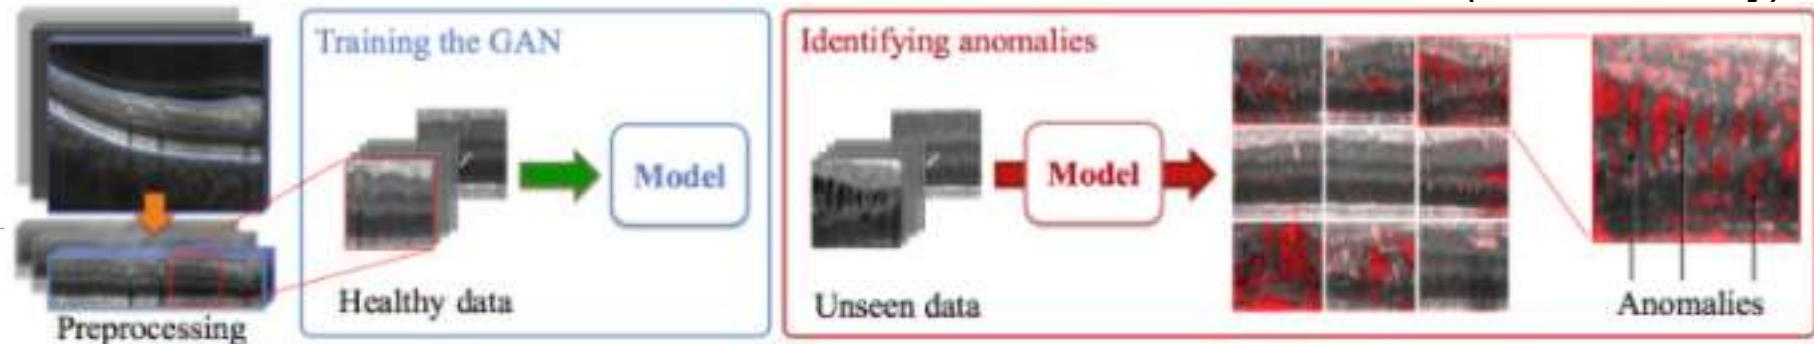 Preprocessing
Training the GAN
Healthy data
Model
Identifying anomalies
Unseen data
Model
Anomalies